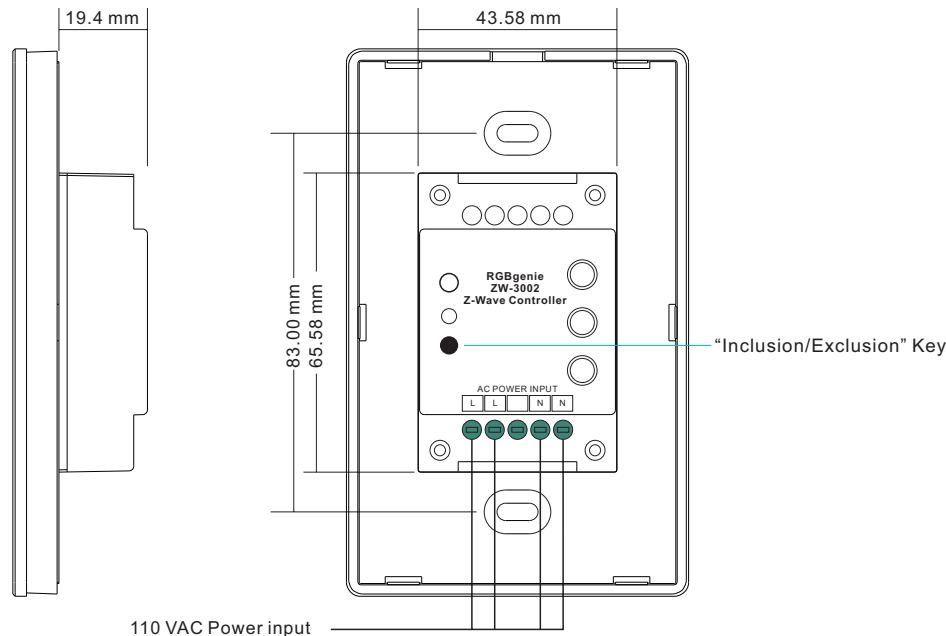 19.4 mm
43.58 mm
83.00 mm
65.58 mm
RGBgenie
ZW-3002
Z-Wave Controller
“Inclusion/Exclusion” Key
AC POWER INPUT
L L N N
110 VAC Power input